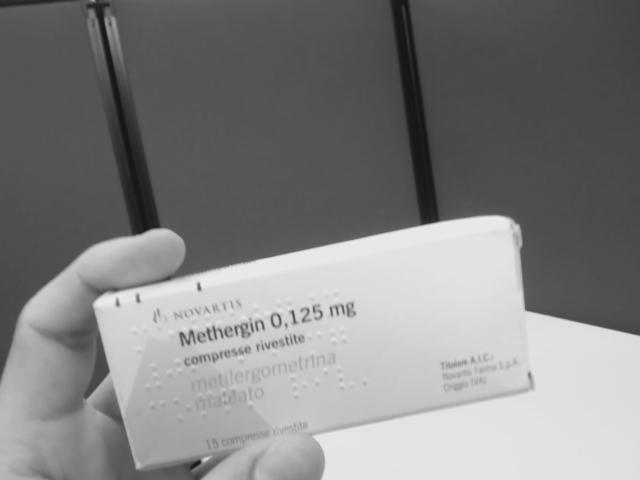 NOVARTIS
Methergin 0,125 mg
compresse rivestite
metilergometrina
maleato
15 compresse rivestite
Titolare A.I.C.:
Novartis Farma S.p.A.
Origgio (VA)